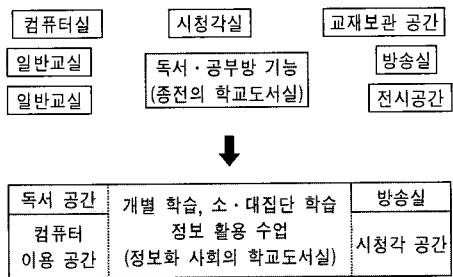 컴퓨터실
시청각실
교재보관 공간
일반교실
독서·공부방 기능
(종전의 학교도서실)
방송실
일반교실
전시공간
독서 공간
개별 학습, 소·대집단 학습
정보 활용 수업
(정보화 사회의 학교도서실)
방송실
컴퓨터
이용 공간
시청각 공간